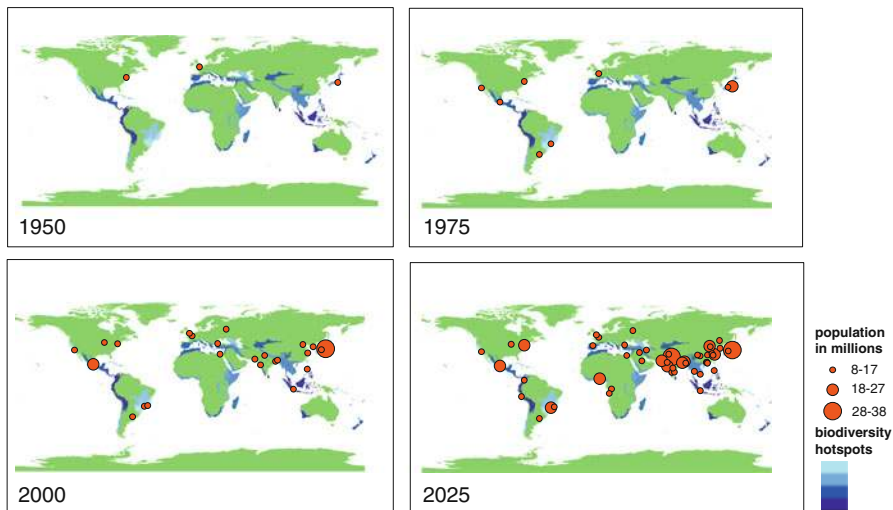 1950
1975
2000
2025
population
in millions
8-17
18-27
28-38
biodiversity
hotspots